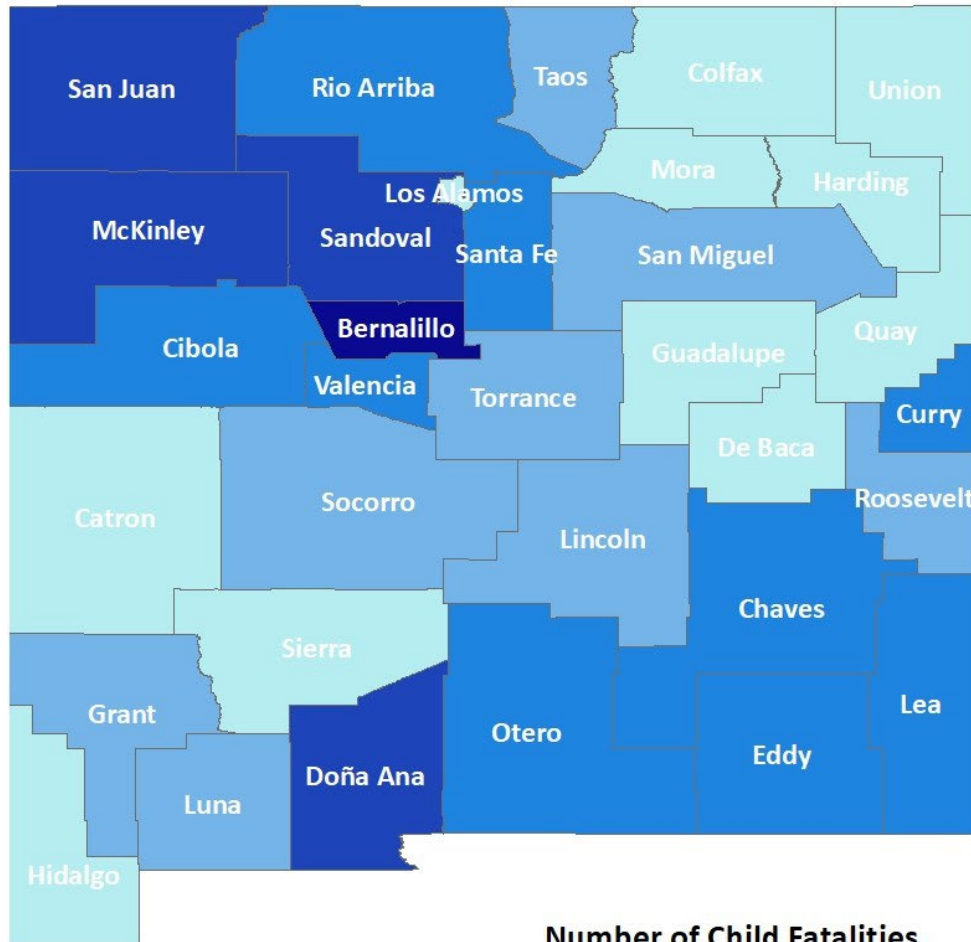 San Juan
Rio Arriba
Taos
Colfax
Union
Mora
Harding
Los Alamos
McKinley
Sandoval
Santa Fe
San Miguel
Bernalillo
Quay
Cibola
Guadalupe
Valencia
Torrance
Curry
De Baca
Roosevelt
Socorro
Catron
Lincoln
Chaves
Sierra
Grant
Lea
Otero
Eddy
Doña Ana
Luna
Hidalgo
Number of Child Fatalities